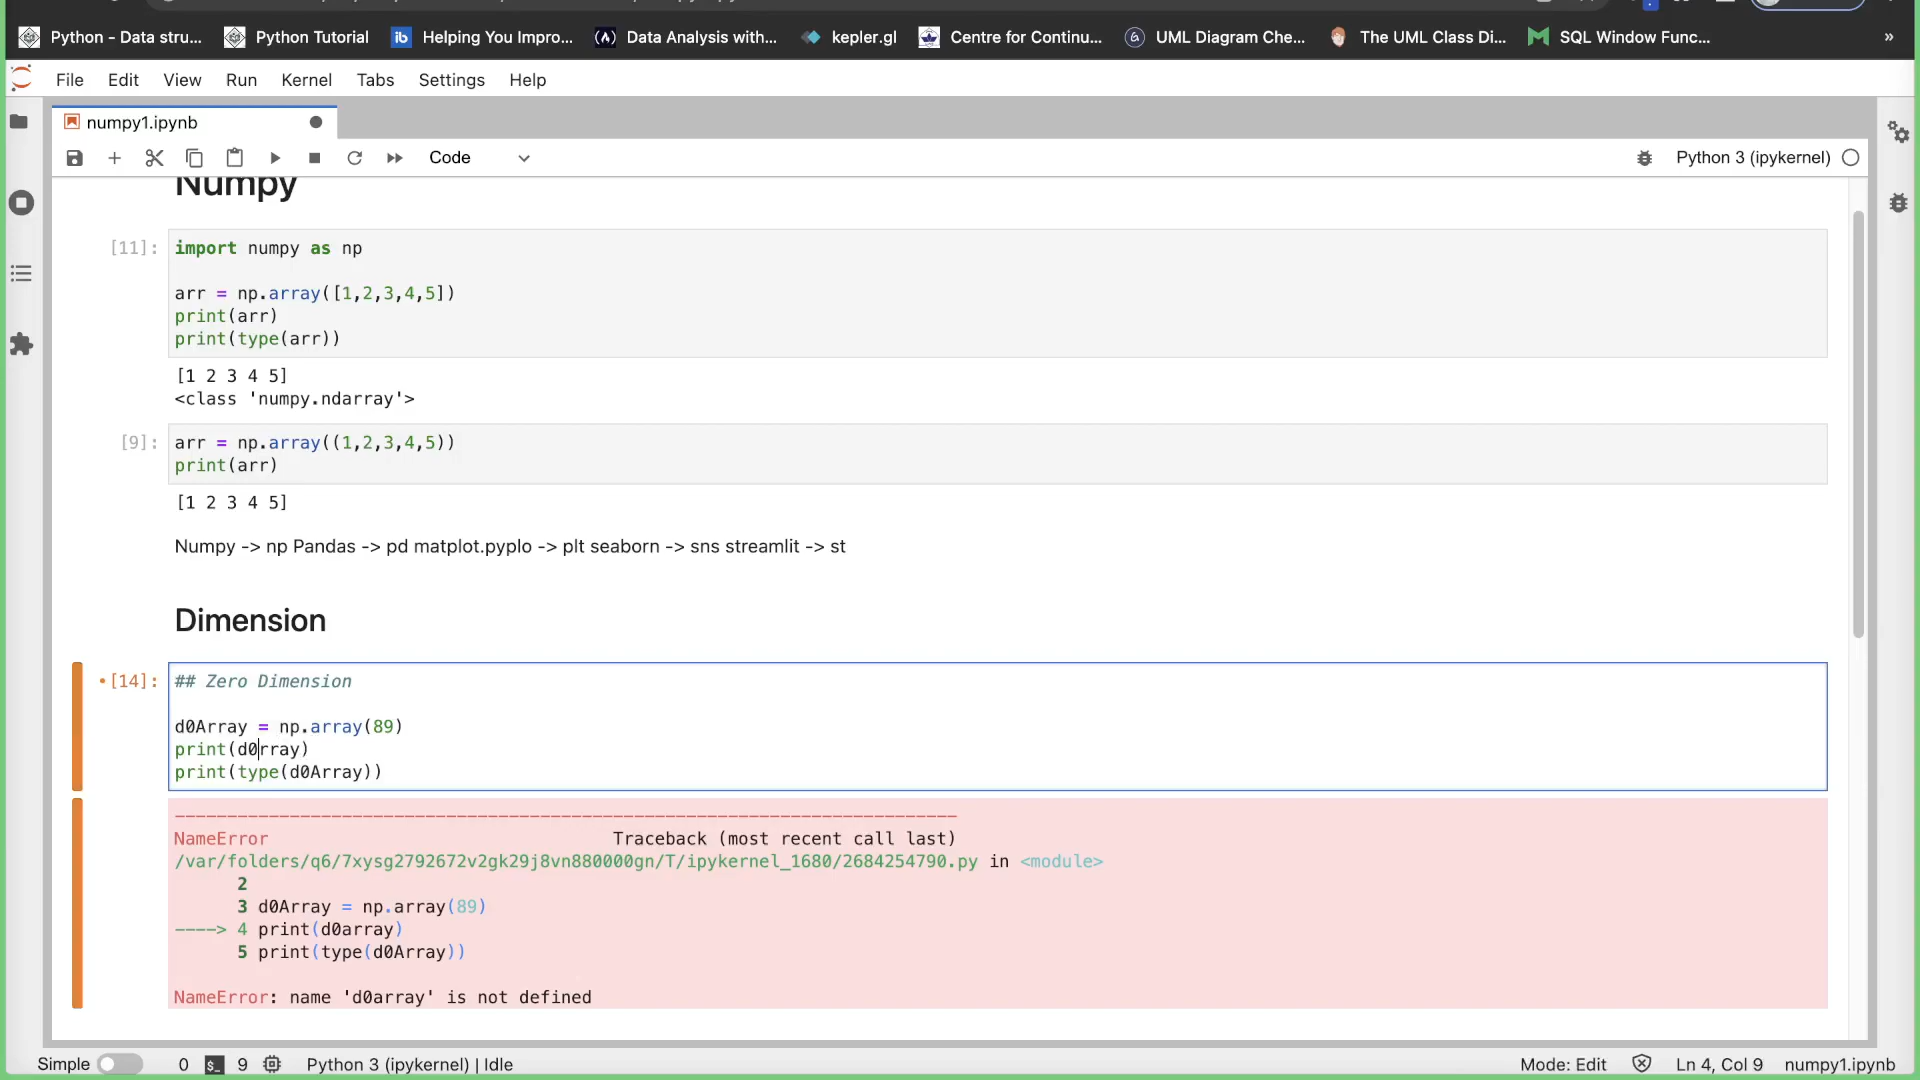 Python - Data stru...
Python Tutorial
ib
Helping You Impro...
Data Analysis with...
kepler.gl
Centre for Continu...
UML Diagram Che...
The UML Class Di...
SQL Window Func...
»
File Edit View Run Kernel Tabs Settings Help
numpy1.ipynb
Code
Python 3 (ipykernel)
Numpy
[11]:
import numpy as np
arr = np.array([1,2,3,4,5])
print(arr)
print(type(arr))
[1 2 3 4 5]
<class 'numpy.ndarray'>
[9]:
arr = np.array((1,2,3,4,5))
print(arr)
[1 2 3 4 5]
Numpy -> np Pandas -> pd matplot.pyplo -> plt seaborn -> sns streamlit -> st
Dimension
•[14]:
## Zero Dimension
d0Array = np.array(89)
print(d0rray)
print(type(d0Array))
---------------------------------------------------------------------------
NameError Traceback (most recent call last)
/var/folders/q6/7xysg2792672v2gk29j8vn880000gn/T/ipykernel_1680/2684254790.py in <module>
2
3 d0Array = np.array(89)
----> 4 print(d0array)
5 print(type(d0Array))
NameError: name 'd0array' is not defined
Simple 0 $_ 9 Python 3 (ipykernel) | Idle
Mode: Edit Ln 4, Col 9 numpy1.ipynb